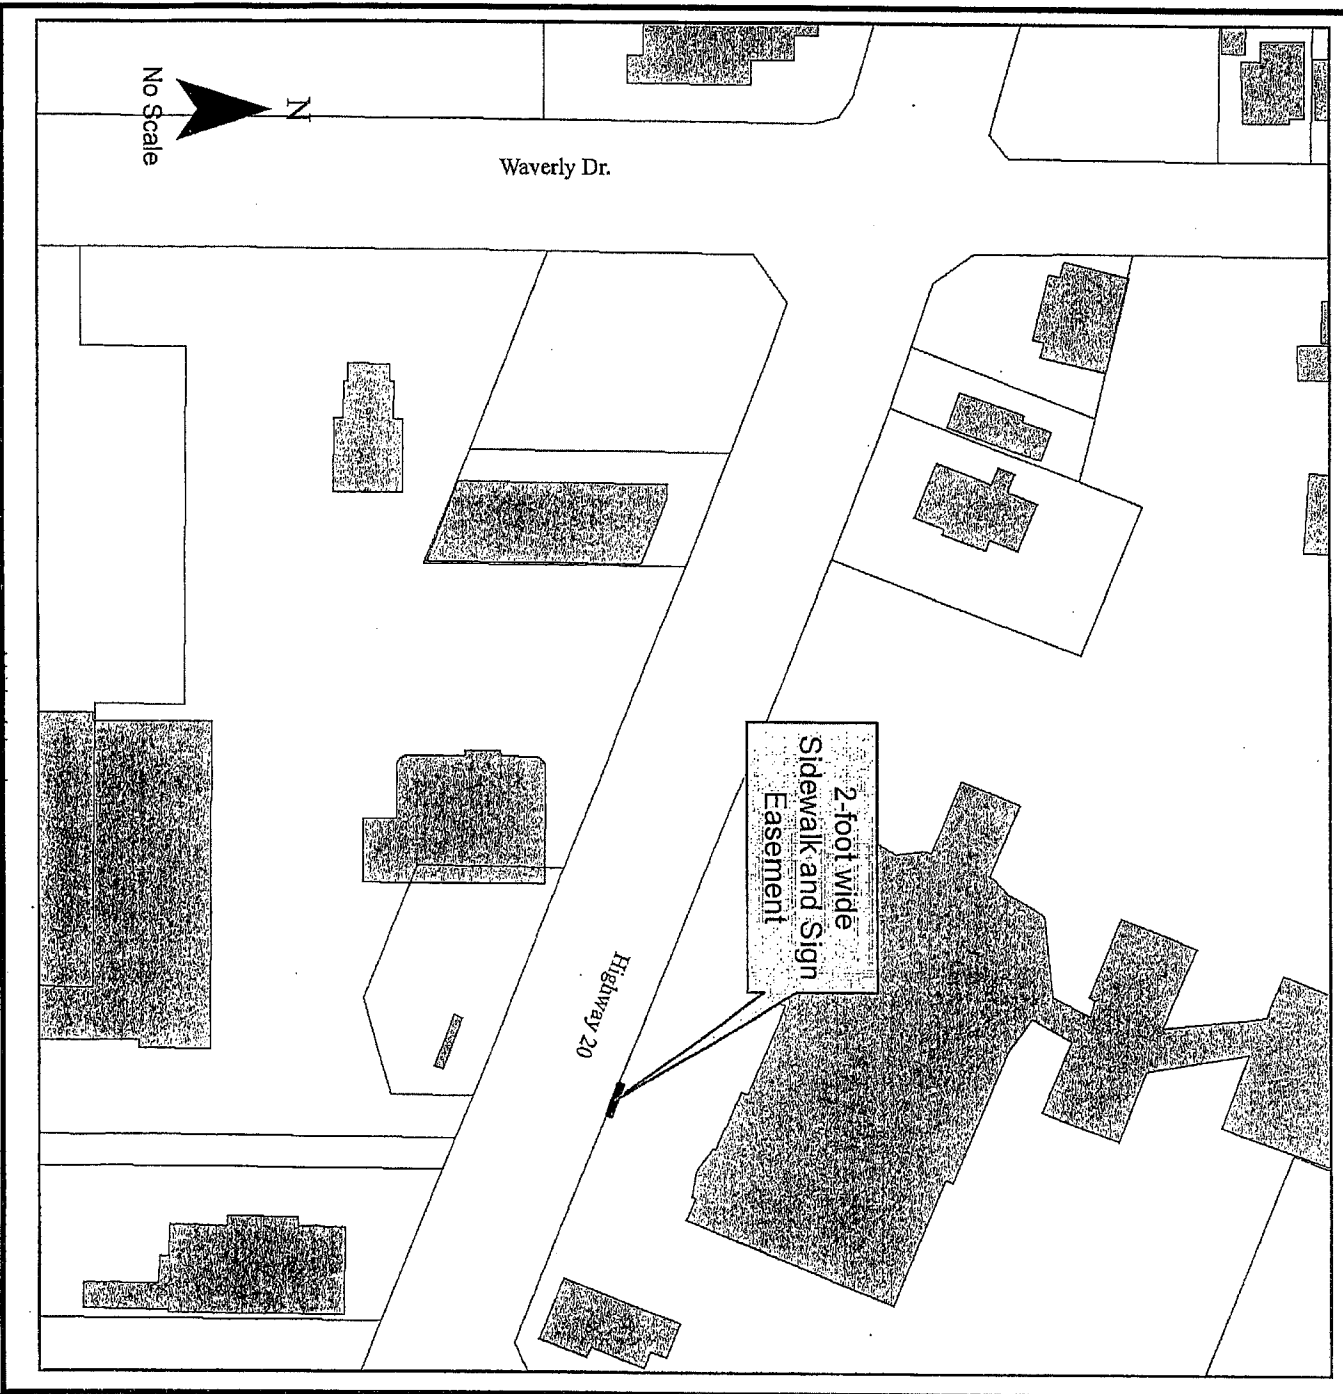 N
No Scale
Waverly Dr.
2-foot wide
Sidewalk and Sign
Easement
Highway 20